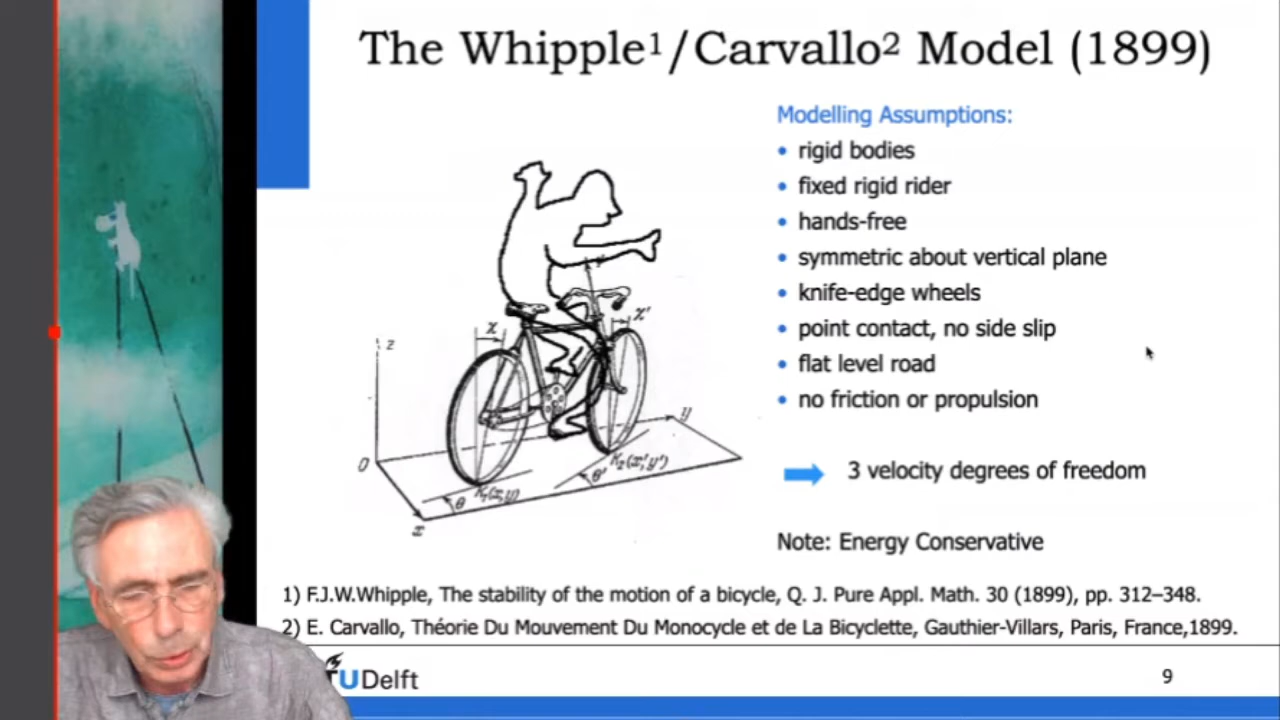 The Whipple¹/Carvallo² Model (1899)
Modelling Assumptions:
• rigid bodies
• fixed rigid rider
• hands-free
• symmetric about vertical plane
• knife-edge wheels
• point contact, no side slip
• flat level road
• no friction or propulsion
3 velocity degrees of freedom
Note: Energy Conservative
z
χ
χ'
y
O
K₂(x',y')
θ'
K₁(x,y)
θ
x
1) F.J.W.Whipple, The stability of the motion of a bicycle, Q. J. Pure Appl. Math. 30 (1899), pp. 312–348.
2) E. Carvallo, Théorie Du Mouvement Du Monocycle et de La Bicyclette, Gauthier-Villars, Paris, France,1899.
TUDelft
9